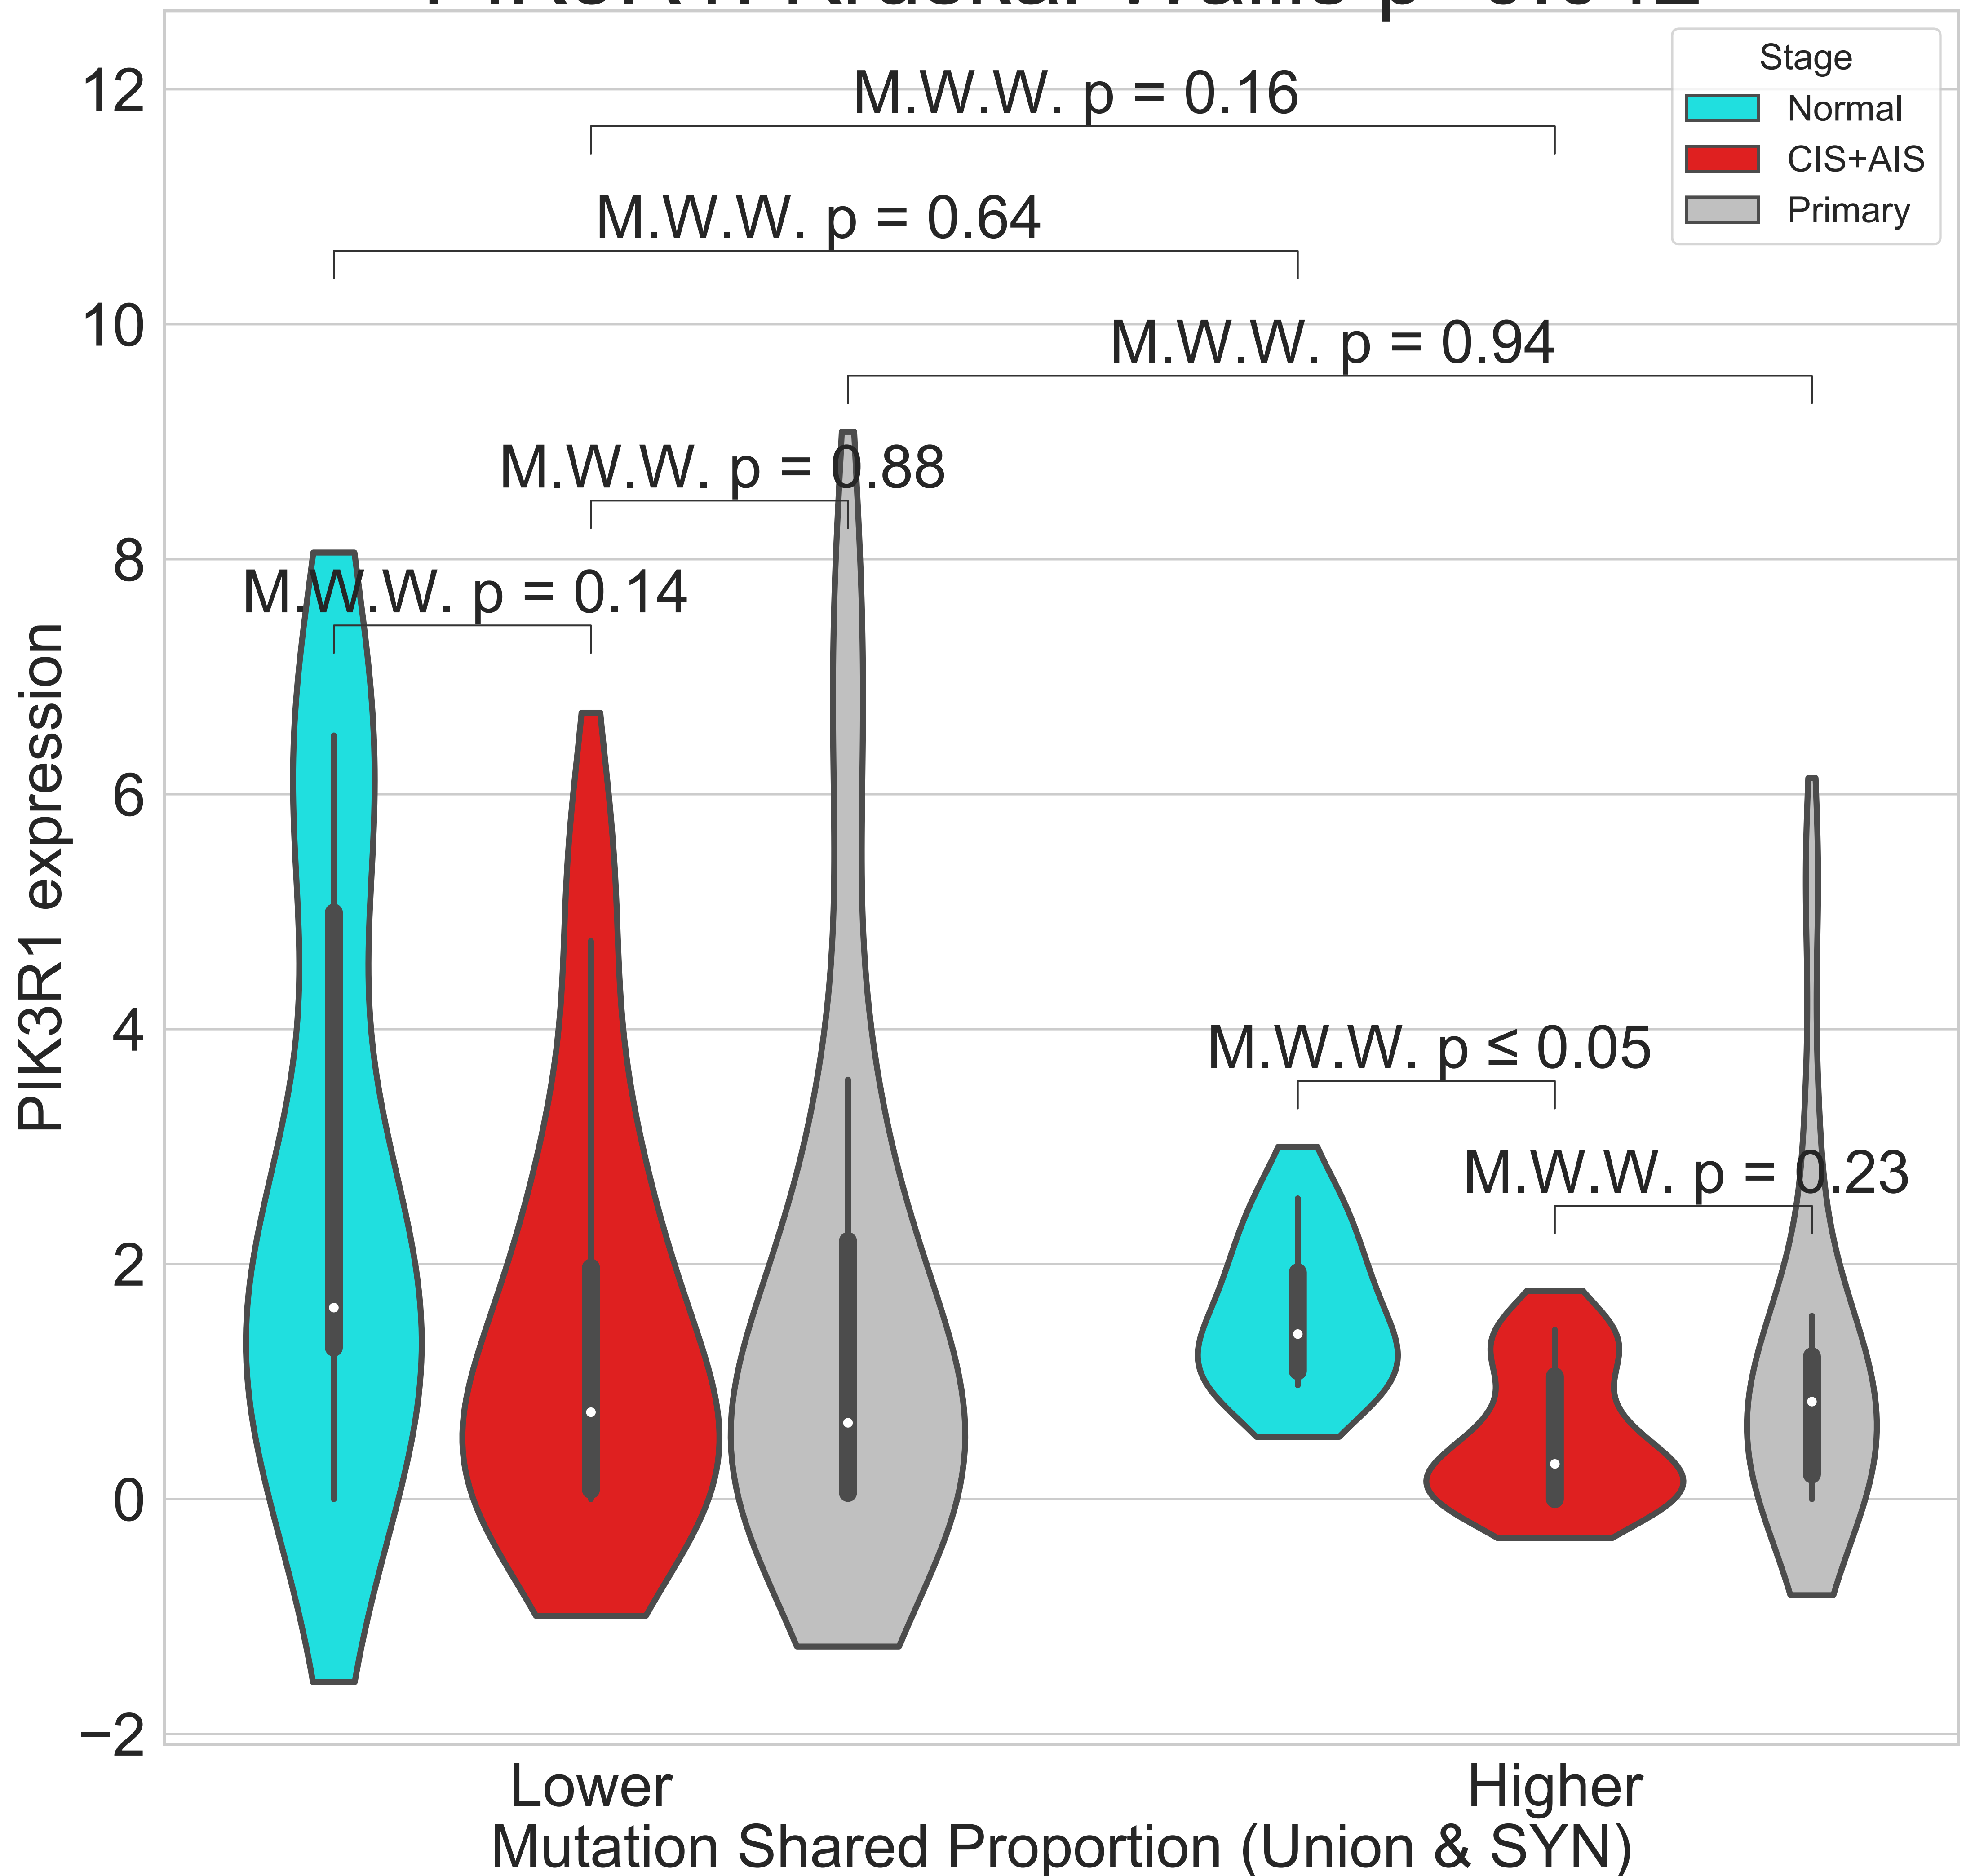 12
10
8
6
4
2
0
−2
PIK3R1 expression
M.W.W. p = 0.16
M.W.W. p = 0.64
M.W.W. p = 0.94
M.W.W. p = 0.88
M.W.W. p = 0.14
M.W.W. p ≤ 0.05
M.W.W. p = 0.23
Stage
Normal
CIS+AIS
Primary
Lower
Higher
Mutation Shared Proportion (Union & SYN)